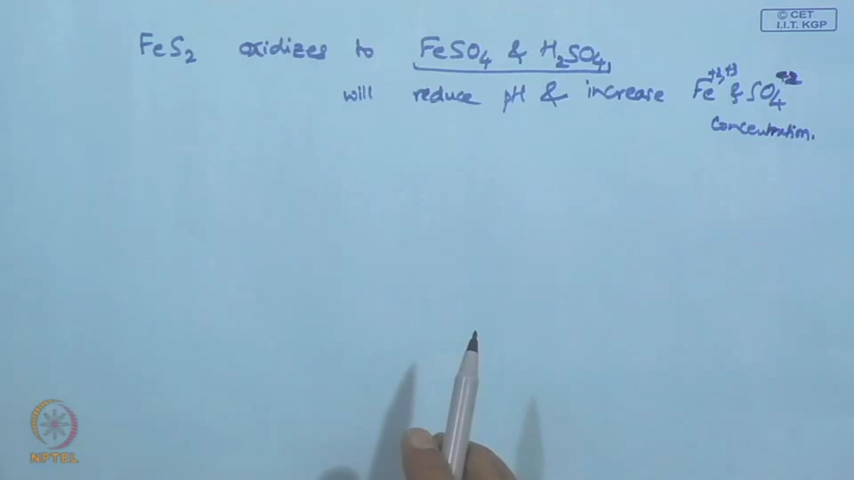 © CET
I.I.T. KGP
FeS2 oxidizes to FeSO4 & H2SO4,
will reduce pH & increase Fe+2,+3 & SO4-2
Concentration.
NPTEL